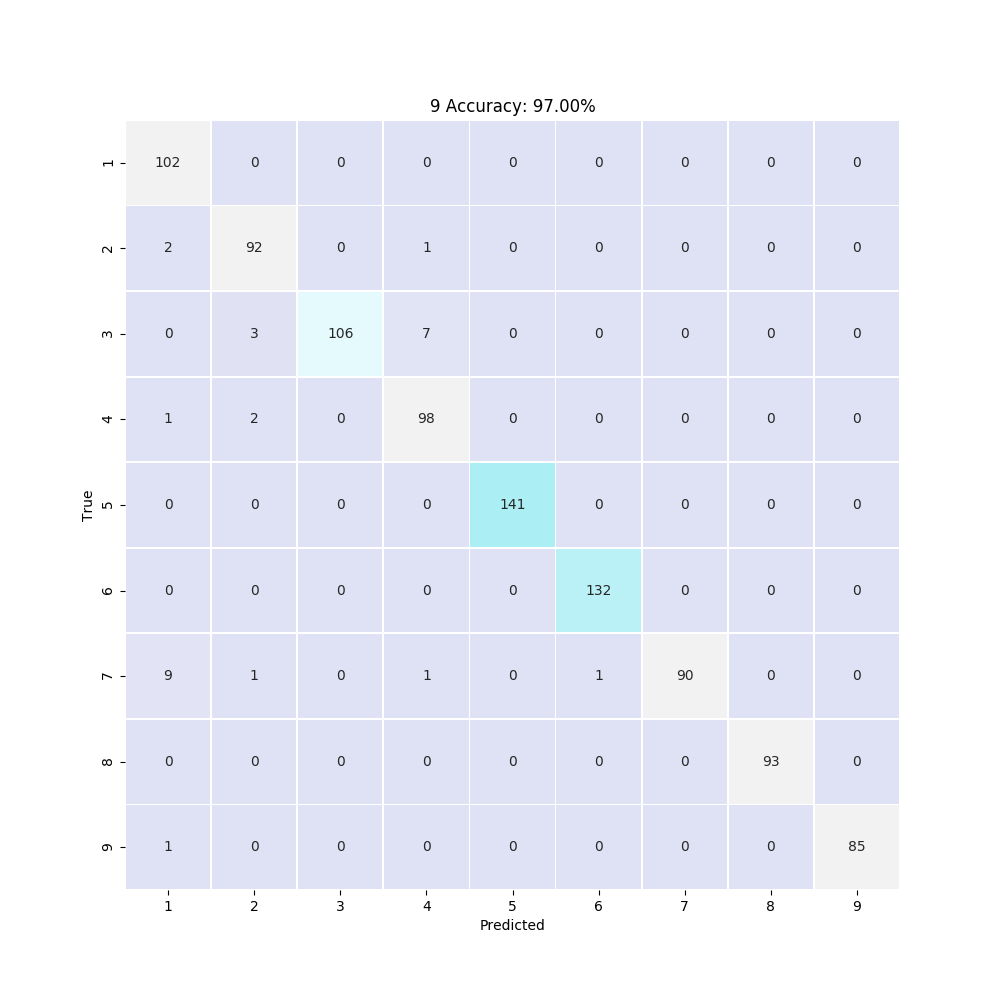 9 Accuracy: 97.00%
1 102 0 0 0 0 0 0 0 0
2 2 92 0 1 0 0 0 0 0
3 0 3 106 7 0 0 0 0 0
4 1 2 0 98 0 0 0 0 0
True
5 0 0 0 0 141 0 0 0 0
6 0 0 0 0 0 132 0 0 0
7 9 1 0 1 0 1 90 0 0
8 0 0 0 0 0 0 0 93 0
9 1 0 0 0 0 0 0 0 85
1 2 3 4 5 6 7 8 9
Predicted